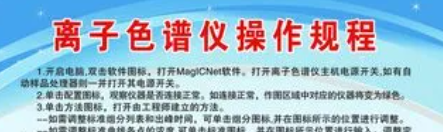 离子色谱仪操作规程
1.开启电脑,双击软件图标，打开MagICNet软件。打开离子色谱仪主机电源开关,如有自
动样品处理器则一并打开其电源开关。
2.单击配置图标，观察仪器是否连接正常。如连接正常，作图区域中对应的仪器将变为绿色。
3.单击方法图标，打开由工程师建立的方法。
--如需调整标准组分列表和出峰时间，可单击组分图标,并在图标所示的位置进行调整。
--如需调整标准曲线各点的浓度,可单击标准图标，并在图标所示位置进行输入、调整